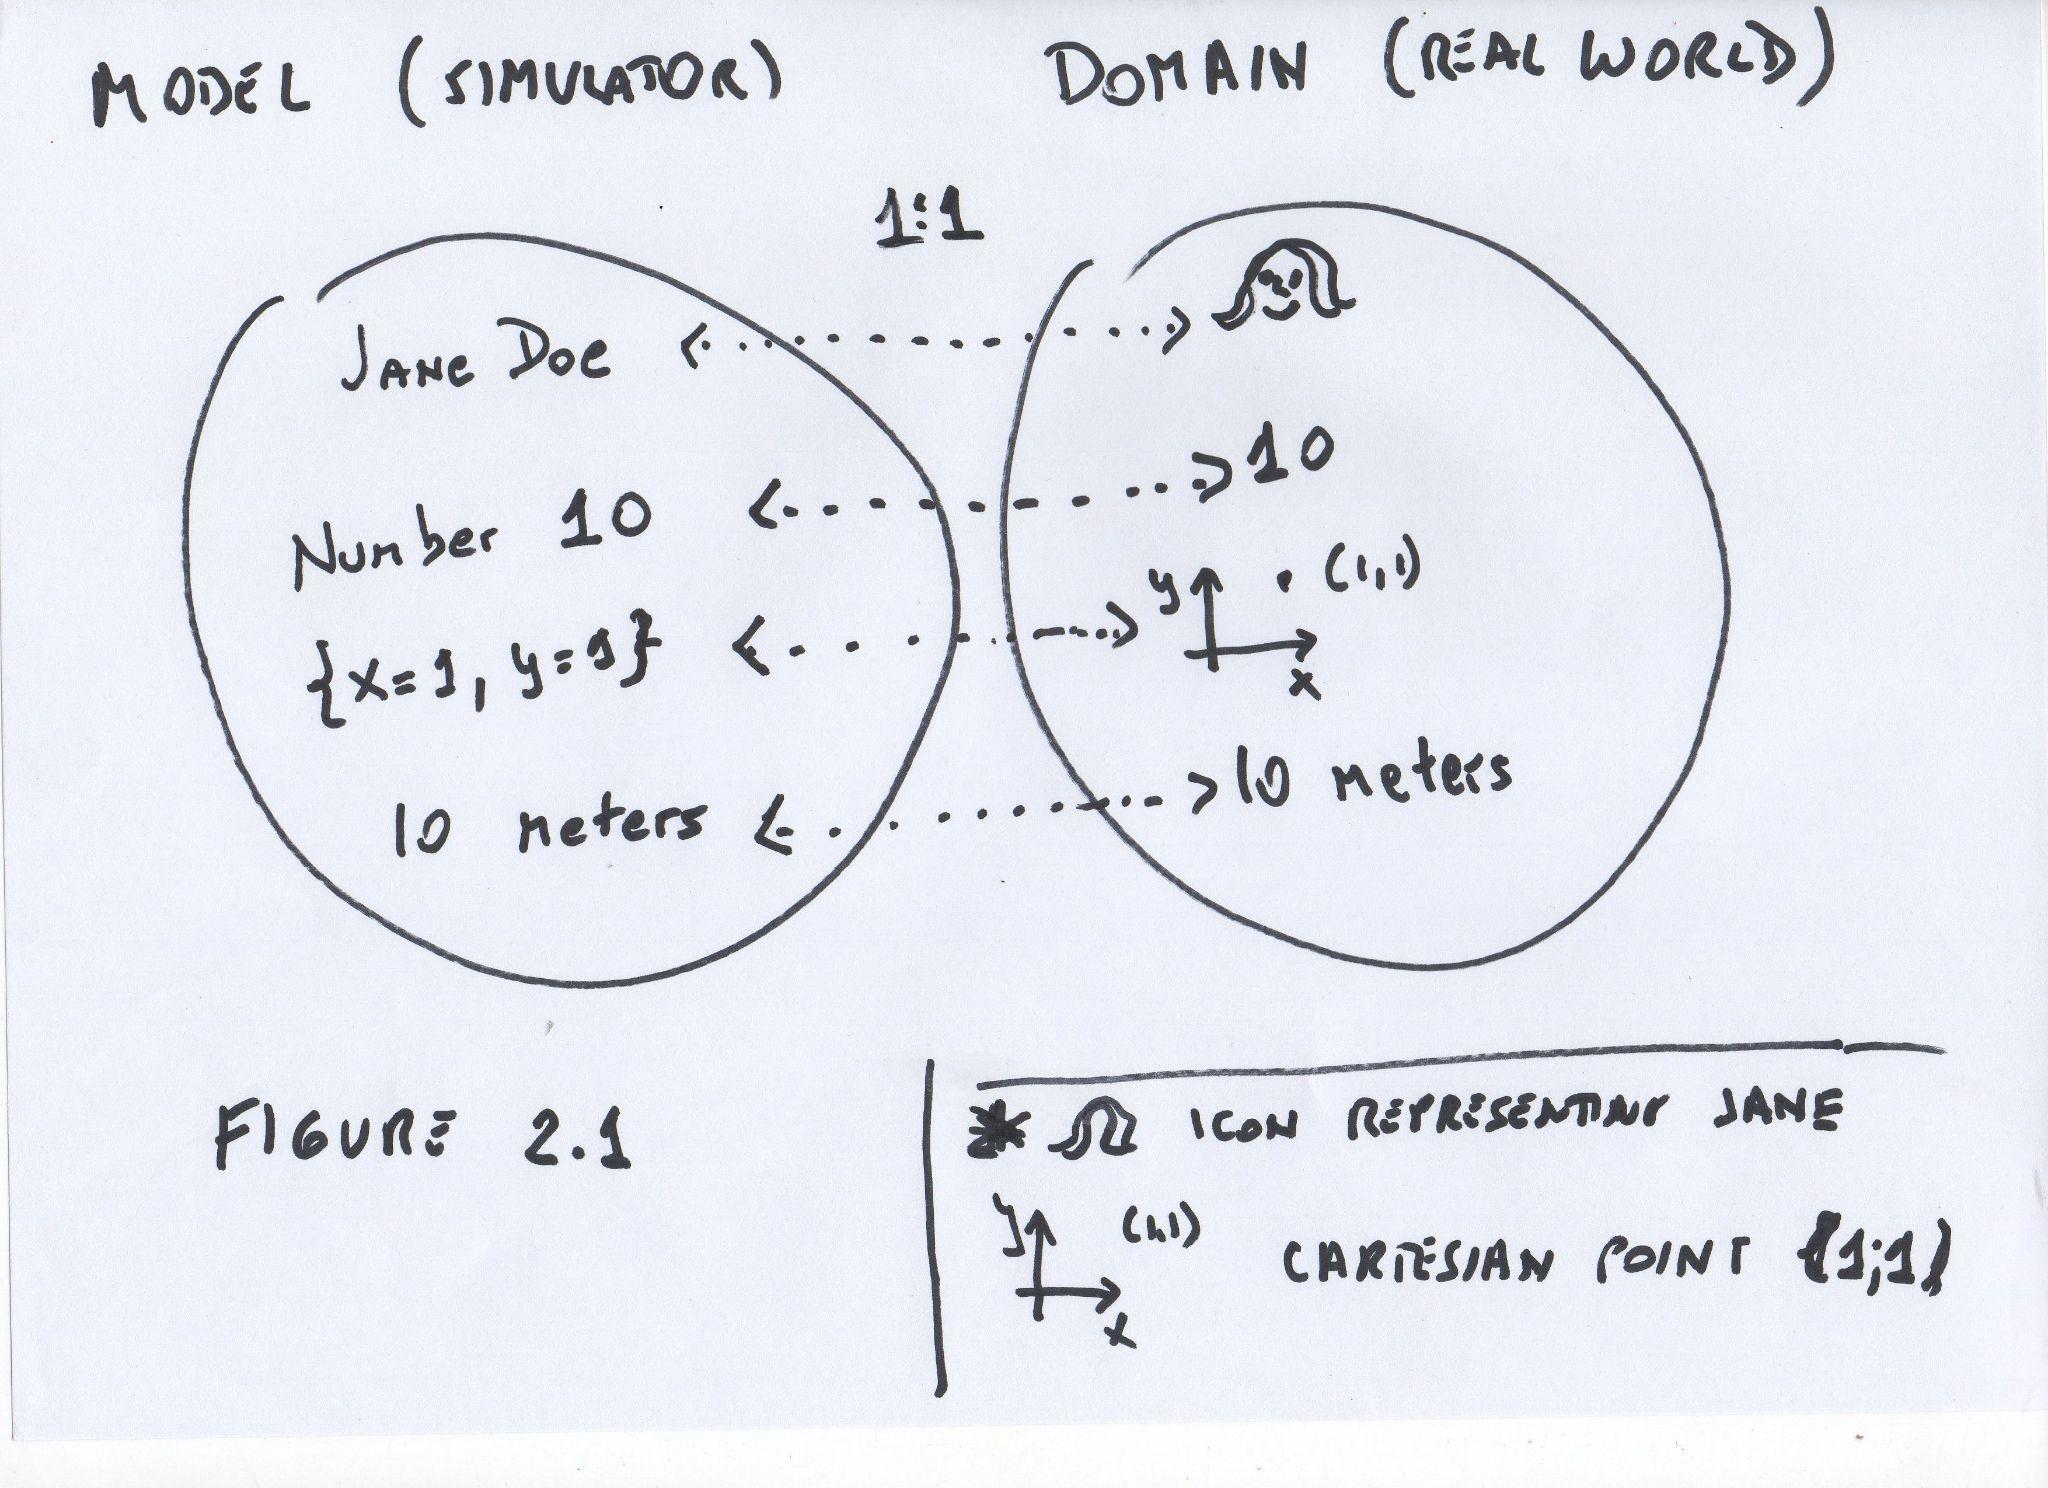 MODEL (SIMULATOR) DOMAIN (REAL WORLD)
1:1
JANE DOE
Number 10 10
{x=1, y=1} y . (1,1)
x
10 meters 10 meters
FIGURE 2.1
* ICON REPRESENTING JANE
y (1,1) CARTESIAN POINT (1;1)
x